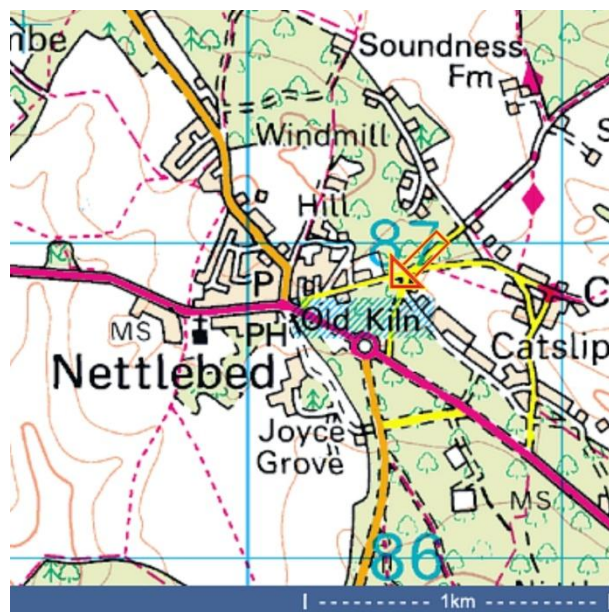 nbe
Soundness
Fm
Windmill
S
Hill
87
P
C
MS
PH
Old Kiln
Nettlebed
Catslip
Joyce
Grove
MS
86
1km